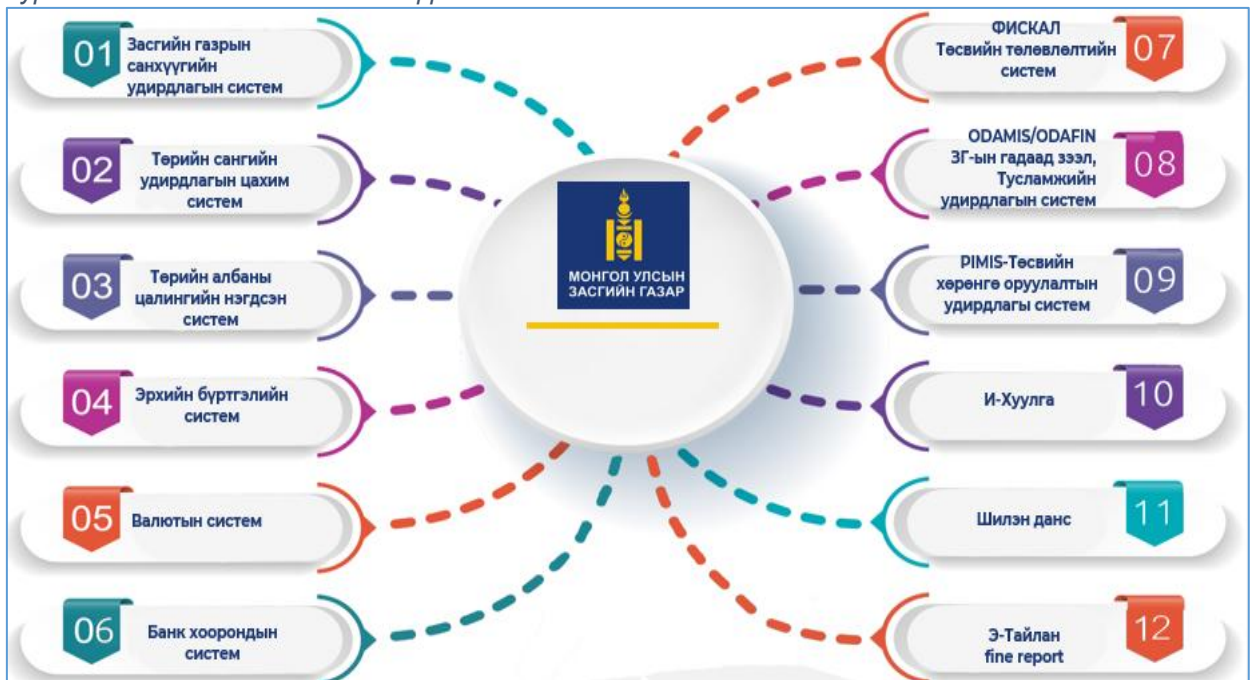 01
Засгийн газрын
санхүүгийн
удирдлагын систем
02
Төрийн сангийн
удирдлагын цахим
систем
03
Төрийн албаны
цалингийн нэгдсэн
систем
04
Эрхийн бүртгэлийн
систем
05
Валютын систем
06
Банк хоорондын
систем
МОНГОЛ УЛСЫН
ЗАСГИЙН ГАЗАР
07
ФИСКАЛ
Төсвийн төлөвлөлтийн
систем
08
ODAMIS/ODAFIN
ЗГ-ын гадаад зээл,
Тусламжийн
удирдлагын систем
09
PIMIS-Төсвийн
хөрөнгө оруулалтын
удирдлагы систем
10
И-Хуулга
11
Шилэн данс
12
Э-Тайлан
fine report